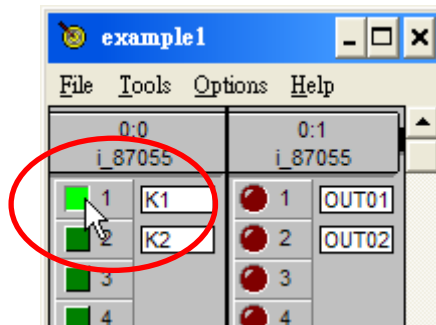 example1
File Tools Options Help
0:0 0:1
i_87055 i_87055
1 K1 1 OUT01
2 K2 2 OUT02
3 3
4 4